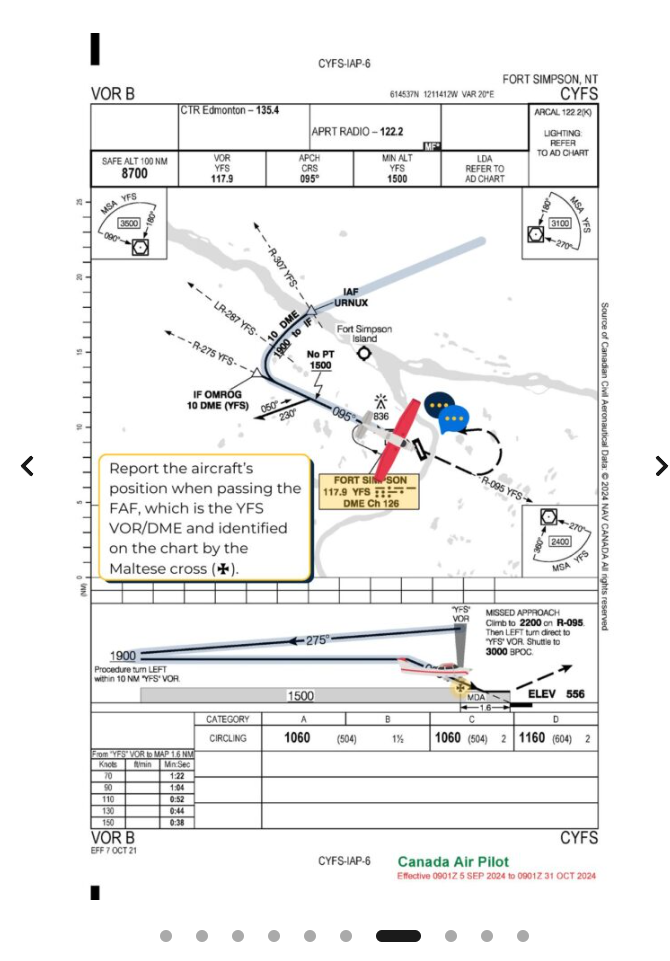 CYFS-IAP-6
FORT SIMPSON, NT
VOR B
614537N 1211412W VAR 20°E
CYFS
CTR Edmonton – 135.4
APRT RADIO – 122.2
MF*
ARCAL 122.2(K)
LIGHTING:
REFER
TO AD CHART
SAFE ALT 100 NM
8700
VOR
YFS
117.9
APCH
CRS
095°
MIN ALT
YFS
1500
LDA
REFER TO
AD CHART
25
20
15
10
5
0
(NM)
MSA YFS
3500
180°
090°
MSA YFS
3100
180°
270°
R-307 YFS
LR-287 YFS
R-275 YFS
IAF
URNUX
10 DME
1900 to IF
Fort Simpson
Island
No PT
1500
IF OMROG
10 DME (YFS)
050°
230°
095°
836
R-095 YFS
FORT SIMPSON
117.9 YFS
DME Ch 126
270°
360°
2400
MSA YFS
Report the aircraft's
position when passing the
FAF, which is the YFS
VOR/DME and identified
on the chart by the
Maltese cross (✠).
Source of Canadian Civil Aeronautical Data: © 2024 NAV CANADA All rights reserved
"YFS"
VOR
MISSED APPROACH
Climb to 2200 on R-095.
Then LEFT turn direct to
"YFS" VOR. Shuttle to
3000 BPOC.
275°
1900
Procedure turn LEFT
within 10 NM "YFS" VOR.
1500
MDA
1.6
ELEV 556
CATEGORY A B C D
CIRCLING 1060 (504) 1½ 1060 (504) 2 1160 (604) 2
From "YFS" VOR to MAP 1.6 NM
Knots ft/min Min:Sec
70 1:22
90 1:04
110 0:52
130 0:44
150 0:38
VOR B
CYFS
EFF 7 OCT 21
CYFS-IAP-6
Canada Air Pilot
Effective 0901Z 5 SEP 2024 to 0901Z 31 OCT 2024